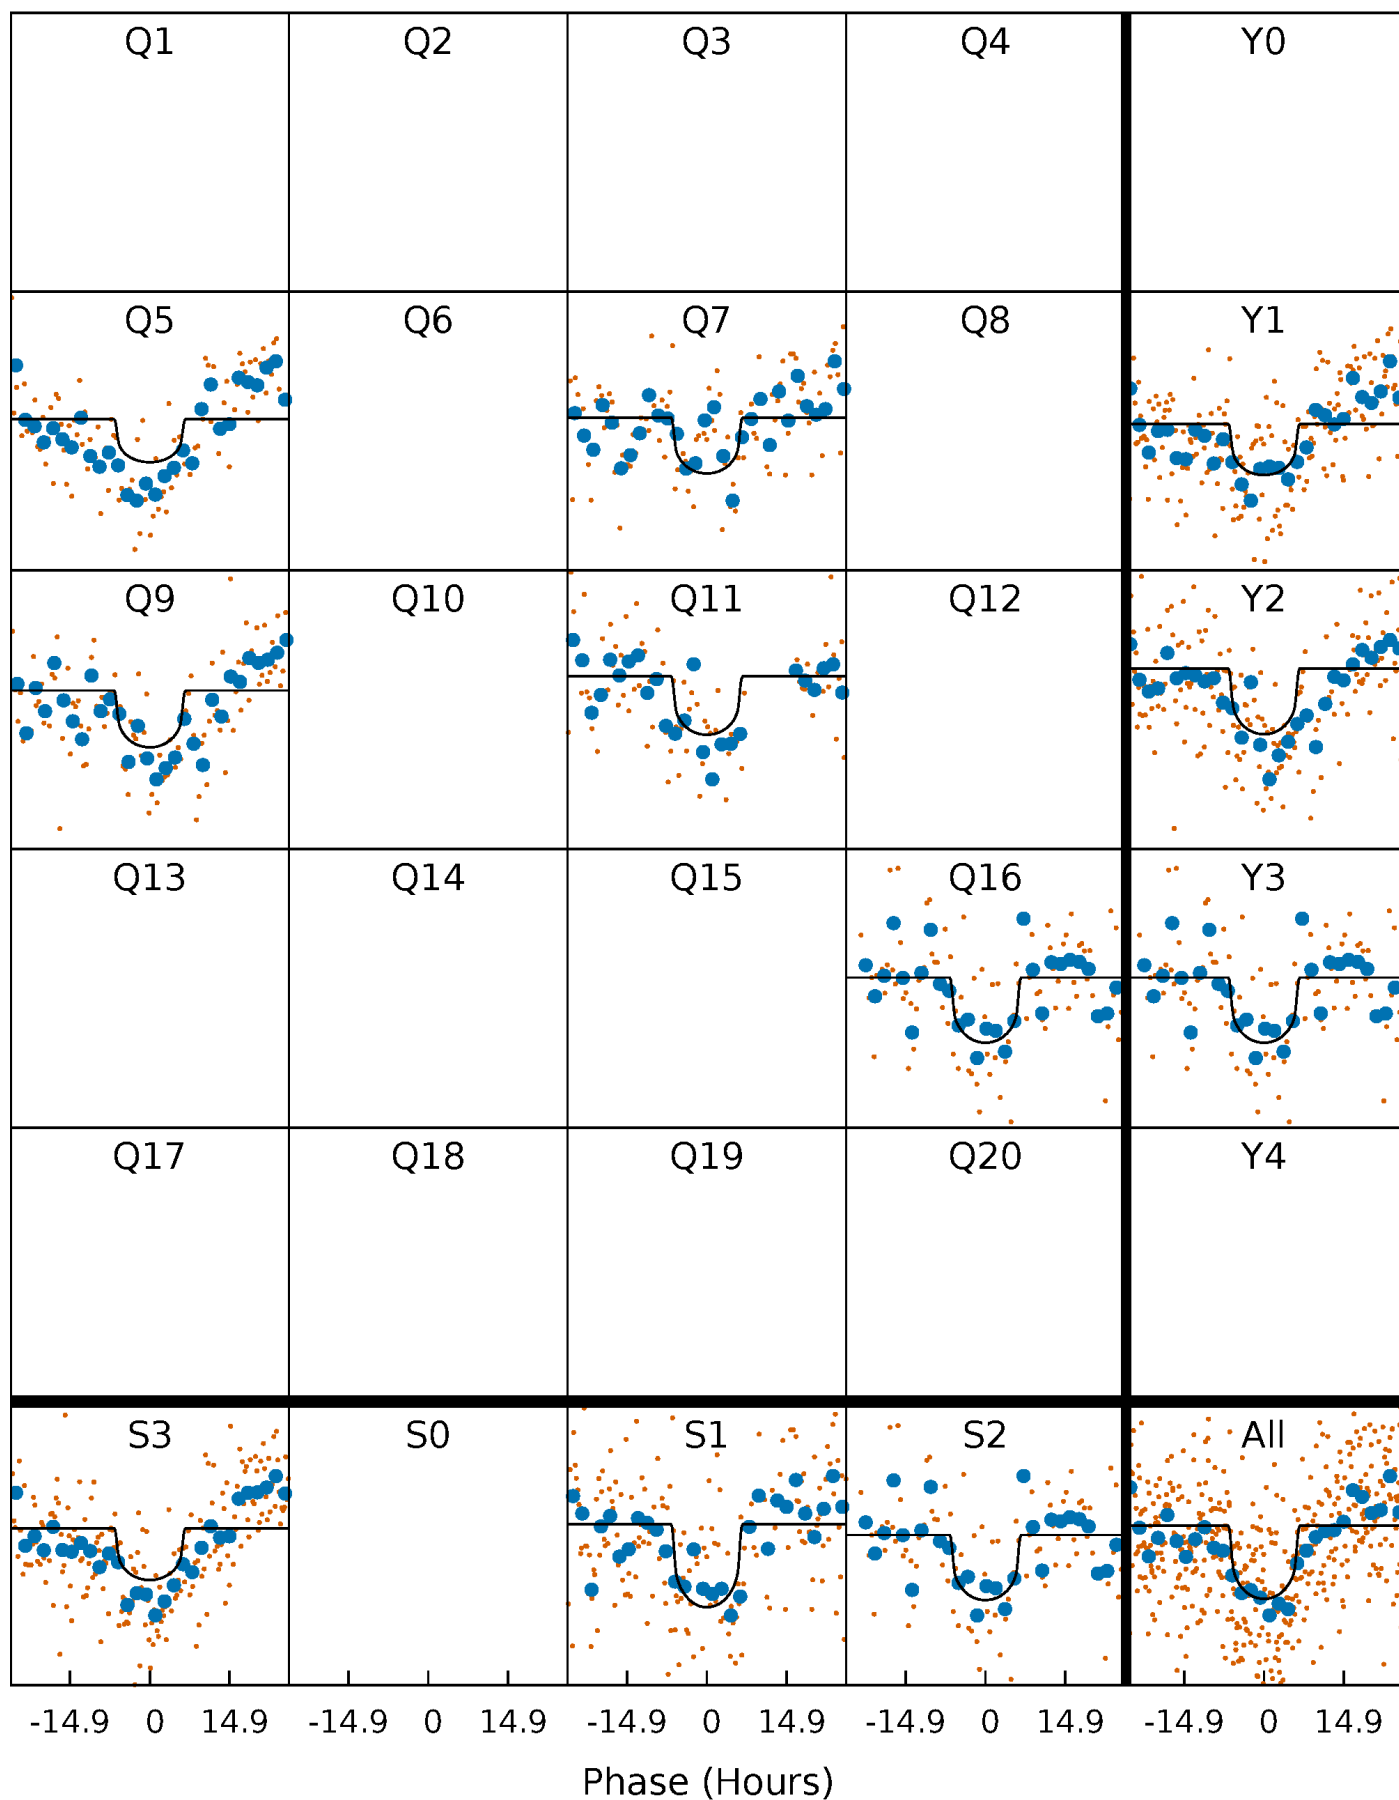 Q1 Q2 Q3 Q4 Y0
Q5 Q6 Q7 Q8 Y1
Q9 Q10 Q11 Q12 Y2
Q13 Q14 Q15 Q16 Y3
Q17 Q18 Q19 Q20 Y4
S3 S0 S1 S2 All
-14.9 0 14.9 -14.9 0 14.9 -14.9 0 14.9 -14.9 0 14.9 -14.9 0 14.9
Phase (Hours)